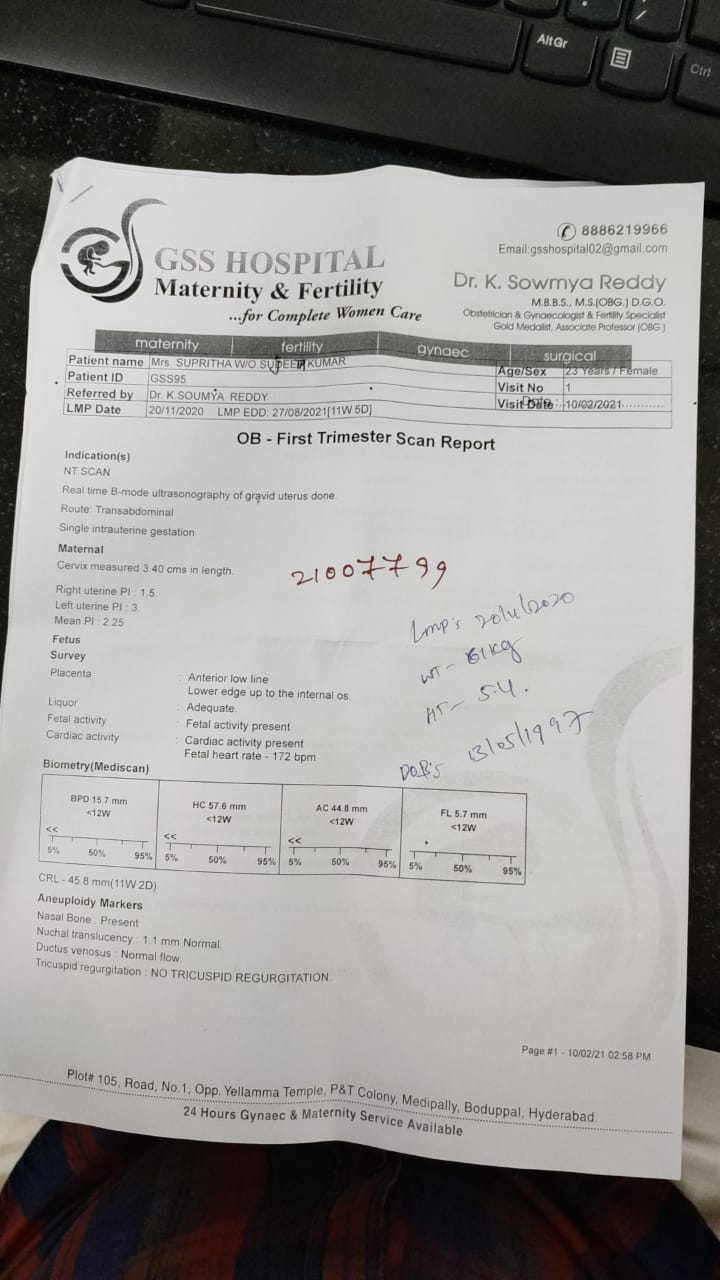 AltGr
Ctrl
8886219966
Email:gsshospital02@gmail.com
GSS HOSPITAL
Maternity & Fertility
...for Complete Women Care
Dr. K. Sowmya Reddy
M.B.B.S., M.S.(OBG.) D.G.O.
Obstetrician & Gynaecologist & Fertility Specialist
Gold Medalist, Associate Professor (OBG.)
maternity fertility gynaec surgical
Patient name Mrs. SUPRITHA W/O.SUDEEP KUMAR Age/Sex 23 Years / Female
Patient ID GSS95 Visit No 1
Referred by Dr. K.SOUMYA REDDY Visit Date 10/02/2021
LMP Date 20/11/2020 LMP EDD: 27/08/2021[11W 5D]
OB - First Trimester Scan Report
Indication(s)
NT SCAN
Real time B-mode ultrasonography of gravid uterus done.
Route: Transabdominal
Single intrauterine gestation
Maternal
Cervix measured 3.40 cms in length.
21007799
Right uterine PI : 1.5.
Left uterine PI : 3.
Mean PI : 2.25
Lmp's 20/11/2020
WT- 61kg
HT- 5.4.
DOB's 13/05/1997
Fetus
Survey
Placenta : Anterior low line
Lower edge up to the internal os.
Liquor : Adequate.
Fetal activity : Fetal activity present
Cardiac activity : Cardiac activity present
Fetal heart rate - 172 bpm
Biometry(Mediscan)
BPD 15.7 mm HC 57.6 mm AC 44.8 mm FL 5.7 mm
<12W <12W <12W <12W
<< << <<
5% 50% 95% 5% 50% 95% 5% 50% 95% 5% 50% 95%
CRL - 45.8 mm(11W 2D)
Aneuploidy Markers
Nasal Bone : Present
Nuchal translucency : 1.1 mm Normal.
Ductus venosus : Normal flow.
Tricuspid regurgitation : NO TRICUSPID REGURGITATION.
Page #1 - 10/02/21 02:58 PM
Plot# 105, Road, No.1, Opp. Yellamma Temple, P&T Colony, Medipally, Boduppal, Hyderabad.
24 Hours Gynaec & Maternity Service Available